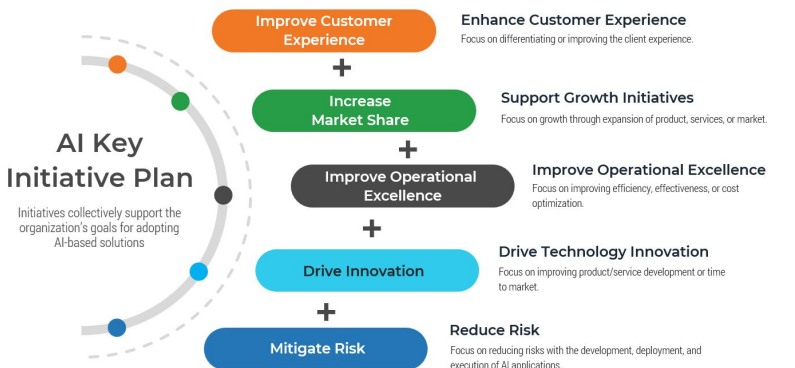 AI Key
Initiative Plan
Initiatives collectively support the
organization's goals for adopting
AI-based solutions
Improve Customer
Experience
Enhance Customer Experience
Focus on differentiating or improving the client experience.
+
Increase
Market Share
Support Growth Initiatives
Focus on growth through expansion of product, services, or market.
+
Improve Operational
Excellence
Improve Operational Excellence
Focus on improving efficiency, effectiveness, or cost
optimization.
+
Drive Innovation
Drive Technology Innovation
Focus on improving product/service development or time
to market.
+
Mitigate Risk
Reduce Risk
Focus on reducing risks with the development, deployment, and
execution of AI applications.